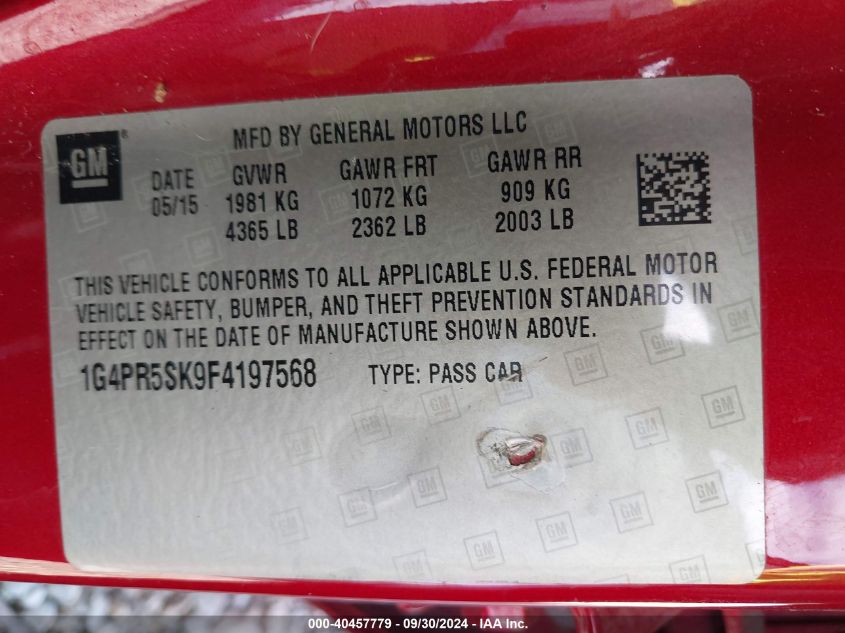 MFD BY GENERAL MOTORS LLC
GM®
DATE GVWR GAWR FRT GAWR RR
05/15 1981 KG 1072 KG 909 KG
4365 LB 2362 LB 2003 LB
THIS VEHICLE CONFORMS TO ALL APPLICABLE U.S. FEDERAL MOTOR
VEHICLE SAFETY, BUMPER, AND THEFT PREVENTION STANDARDS IN
EFFECT ON THE DATE OF MANUFACTURE SHOWN ABOVE.
1G4PR5SK9F4197568 TYPE: PASS CAR
000-40457779 - 09/30/2024 - IAA Inc.